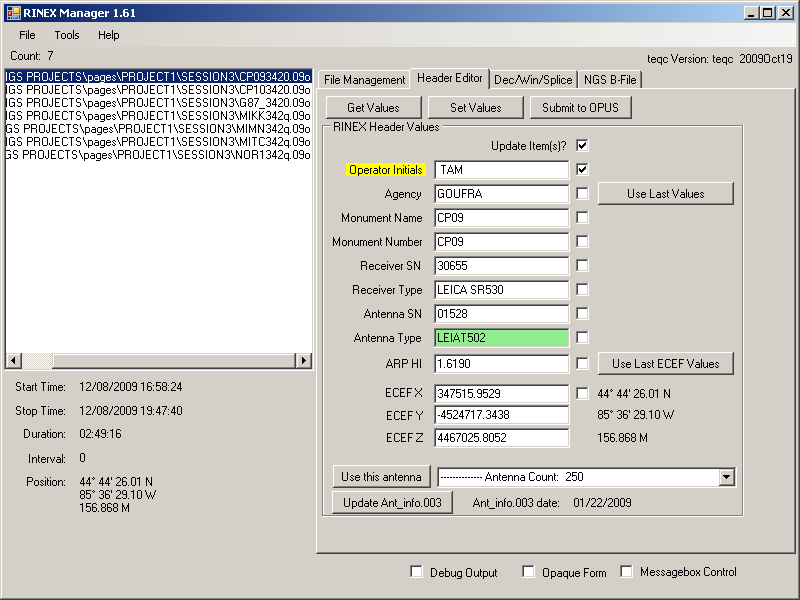 RINEX Manager 1.61
File Tools Help
Count: 7
teqc Version: teqc 2009Oct19
IGS PROJECTS\pages\PROJECT1\SESSION3\CP093420.09o
IGS PROJECTS\pages\PROJECT1\SESSION3\CP103420.09o
IGS PROJECTS\pages\PROJECT1\SESSION3\G87_3420.09o
IGS PROJECTS\pages\PROJECT1\SESSION3\MIKK342q.09o
GS PROJECTS\pages\PROJECT1\SESSION3\MIMN342q.09o
IGS PROJECTS\pages\PROJECT1\SESSION3\MITC342q.09o
GS PROJECTS\pages\PROJECT1\SESSION3\NOR1342q.09o
Start Time: 12/08/2009 16:58:24
Stop Time: 12/08/2009 19:47:40
Duration: 02:49:16
Interval: 0
Position: 44° 44' 26.01 N
85° 36' 29.10 W
156.868 M
File Management Header Editor Dec/Win/Splice NGS B-File
Get Values Set Values Submit to OPUS
RINEX Header Values
Update Item(s)?
Operator Initials TAM
Agency GOUFRA Use Last Values
Monument Name CP09
Monument Number CP09
Receiver SN 30655
Receiver Type LEICA SR530
Antenna SN 01528
Antenna Type LEIAT502
ARP HI 1.6190 Use Last ECEF Values
ECEF X 347515.9529 44° 44' 26.01 N
ECEF Y -4524717.3438 85° 36' 29.10 W
ECEF Z 4467025.8052 156.868 M
Use this antenna ------------- Antenna Count: 250
Update Ant_info.003 Ant_info.003 date: 01/22/2009
Debug Output Opaque Form Messagebox Control